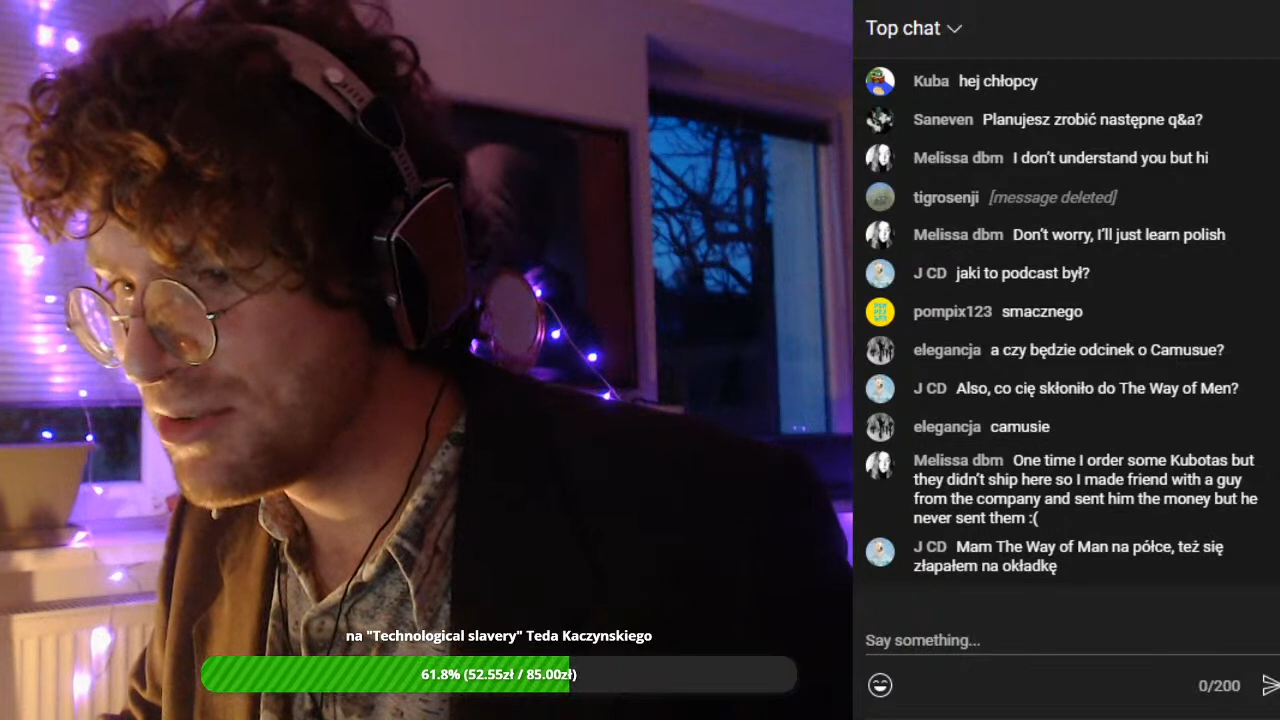 Top chat
Kuba hej chłopcy
Saneven Planujesz zrobić następne q&a?
Melissa dbm I don't understand you but hi
tigrosenji [message deleted]
Melissa dbm Don't worry, I'll just learn polish
J CD jaki to podcast był?
pompix123 smacznego
elegancja a czy będzie odcinek o Camusue?
J CD Also, co cię skłoniło do The Way of Men?
elegancja camusie
Melissa dbm One time I order some Kubotas but
they didn't ship here so I made friend with a guy
from the company and sent him the money but he
never sent them :(
J CD Mam The Way of Man na półce, też się
złapałem na okładkę
na "Technological slavery" Teda Kaczynskiego
61.8% (52.55zł / 85.00zł)
Say something...
0/200